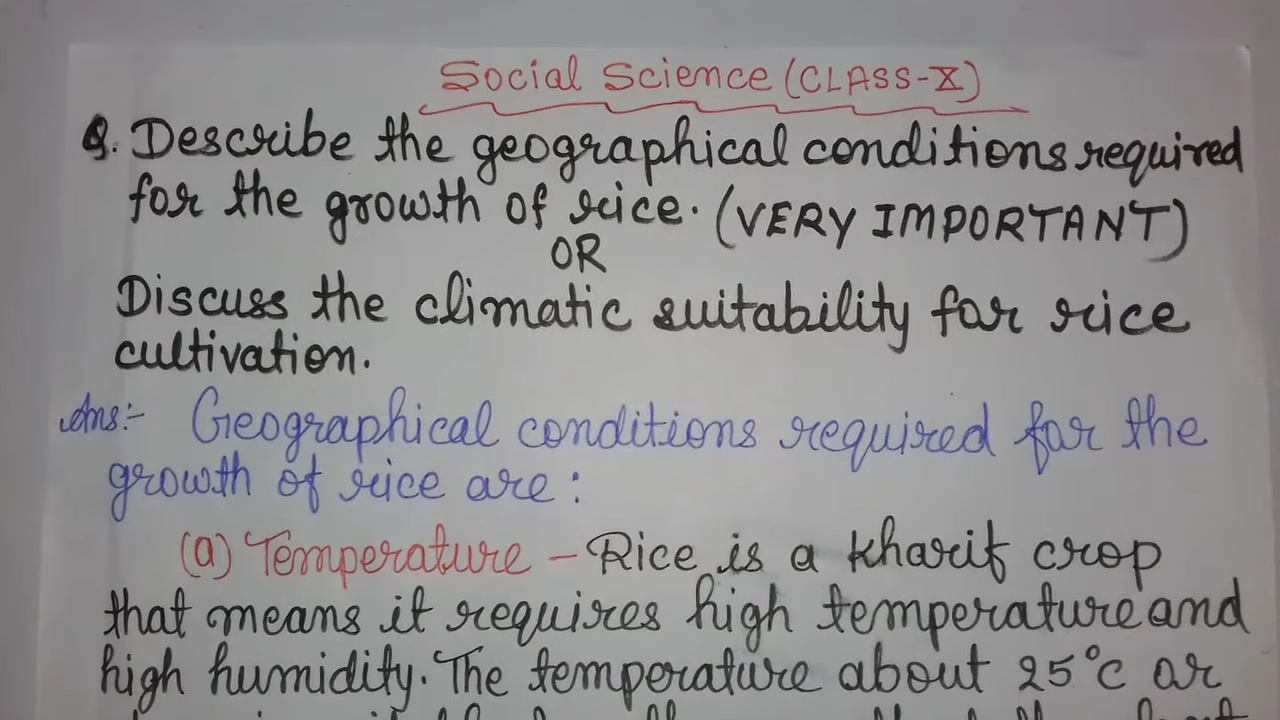 Social Science (CLASS-X)
Q. Describe the geographical conditions required
for the growth of rice. (VERY IMPORTANT)
OR
Discuss the climatic suitability for rice
cultivation.
Ans:- Geographical conditions required for the
growth of rice are:
(a) Temperature - Rice is a kharif crop
that means it requires high temperature and
high humidity. The temperature about 25°c or